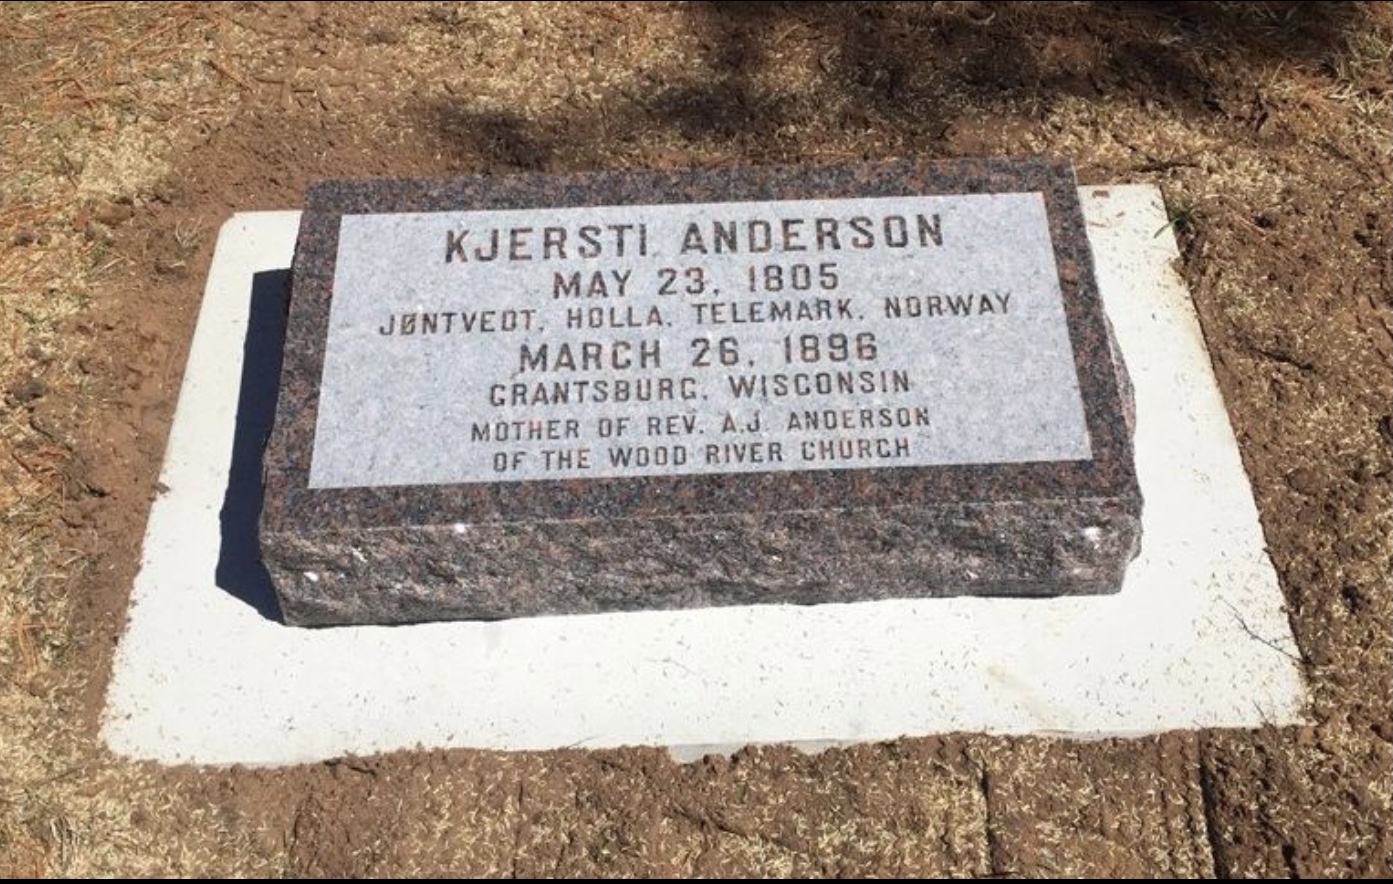 KJERSTI ANDERSON
MAY 23, 1805
JØNTVEDT, HOLLA, TELEMARK, NORWAY
MARCH 26, 1896
GRANTSBURG, WISCONSIN
MOTHER OF REV. A.J. ANDERSON
OF THE WOOD RIVER CHURCH